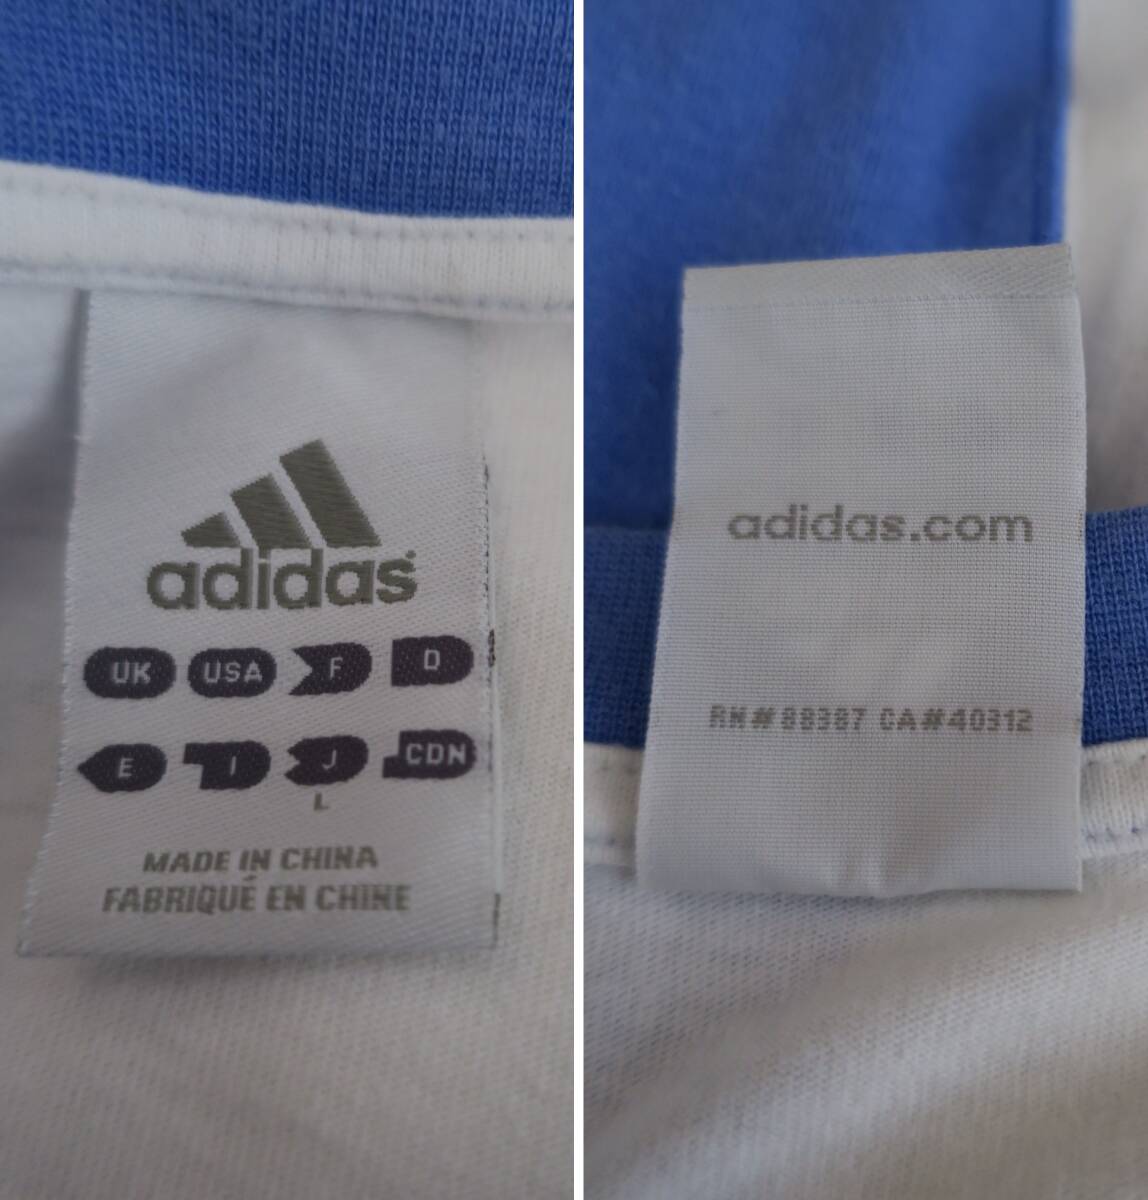 adidas
UK USA F D
E I J CDN
L
MADE IN CHINA
FABRIQUÉ EN CHINE
adidas.com
RN#88387 CA#40312